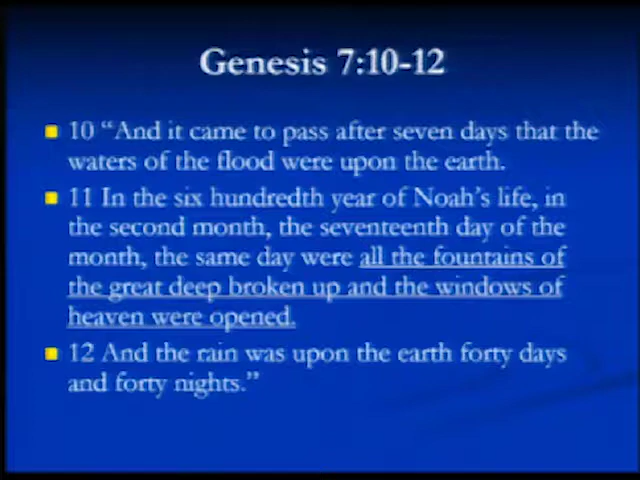 Genesis 7:10-12
10 “And it came to pass after seven days that the
waters of the flood were upon the earth.
11 In the six hundredth year of Noah’s life, in
the second month, the seventeenth day of the
month, the same day were all the fountains of
the great deep broken up and the windows of
heaven were opened.
12 And the rain was upon the earth forty days
and forty nights.”